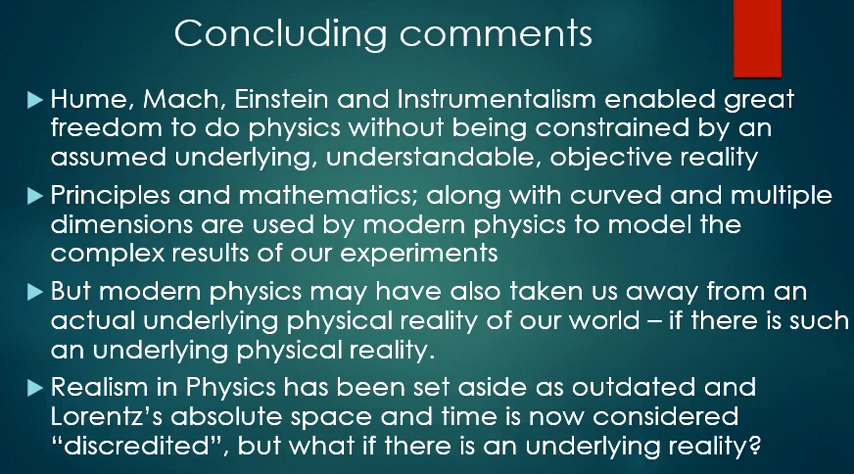 Concluding comments
Hume, Mach, Einstein and Instrumentalism enabled great
freedom to do physics without being constrained by an
assumed underlying, understandable, objective reality
Principles and mathematics; along with curved and multiple
dimensions are used by modern physics to model the
complex results of our experiments
But modern physics may have also taken us away from an
actual underlying physical reality of our world – if there is such
an underlying physical reality.
Realism in Physics has been set aside as outdated and
Lorentz’s absolute space and time is now considered
“discredited”, but what if there is an underlying reality?